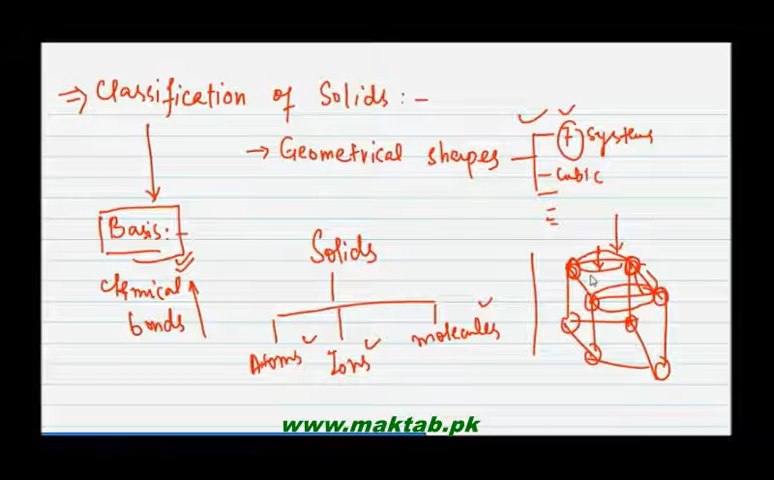 ⇒ Classification of Solids :-
→ Geometrical shapes
7 systems
- Cubic
Basis:-
chemical
bonds
Solids
Atoms
Ions
molecules
www.maktab.pk